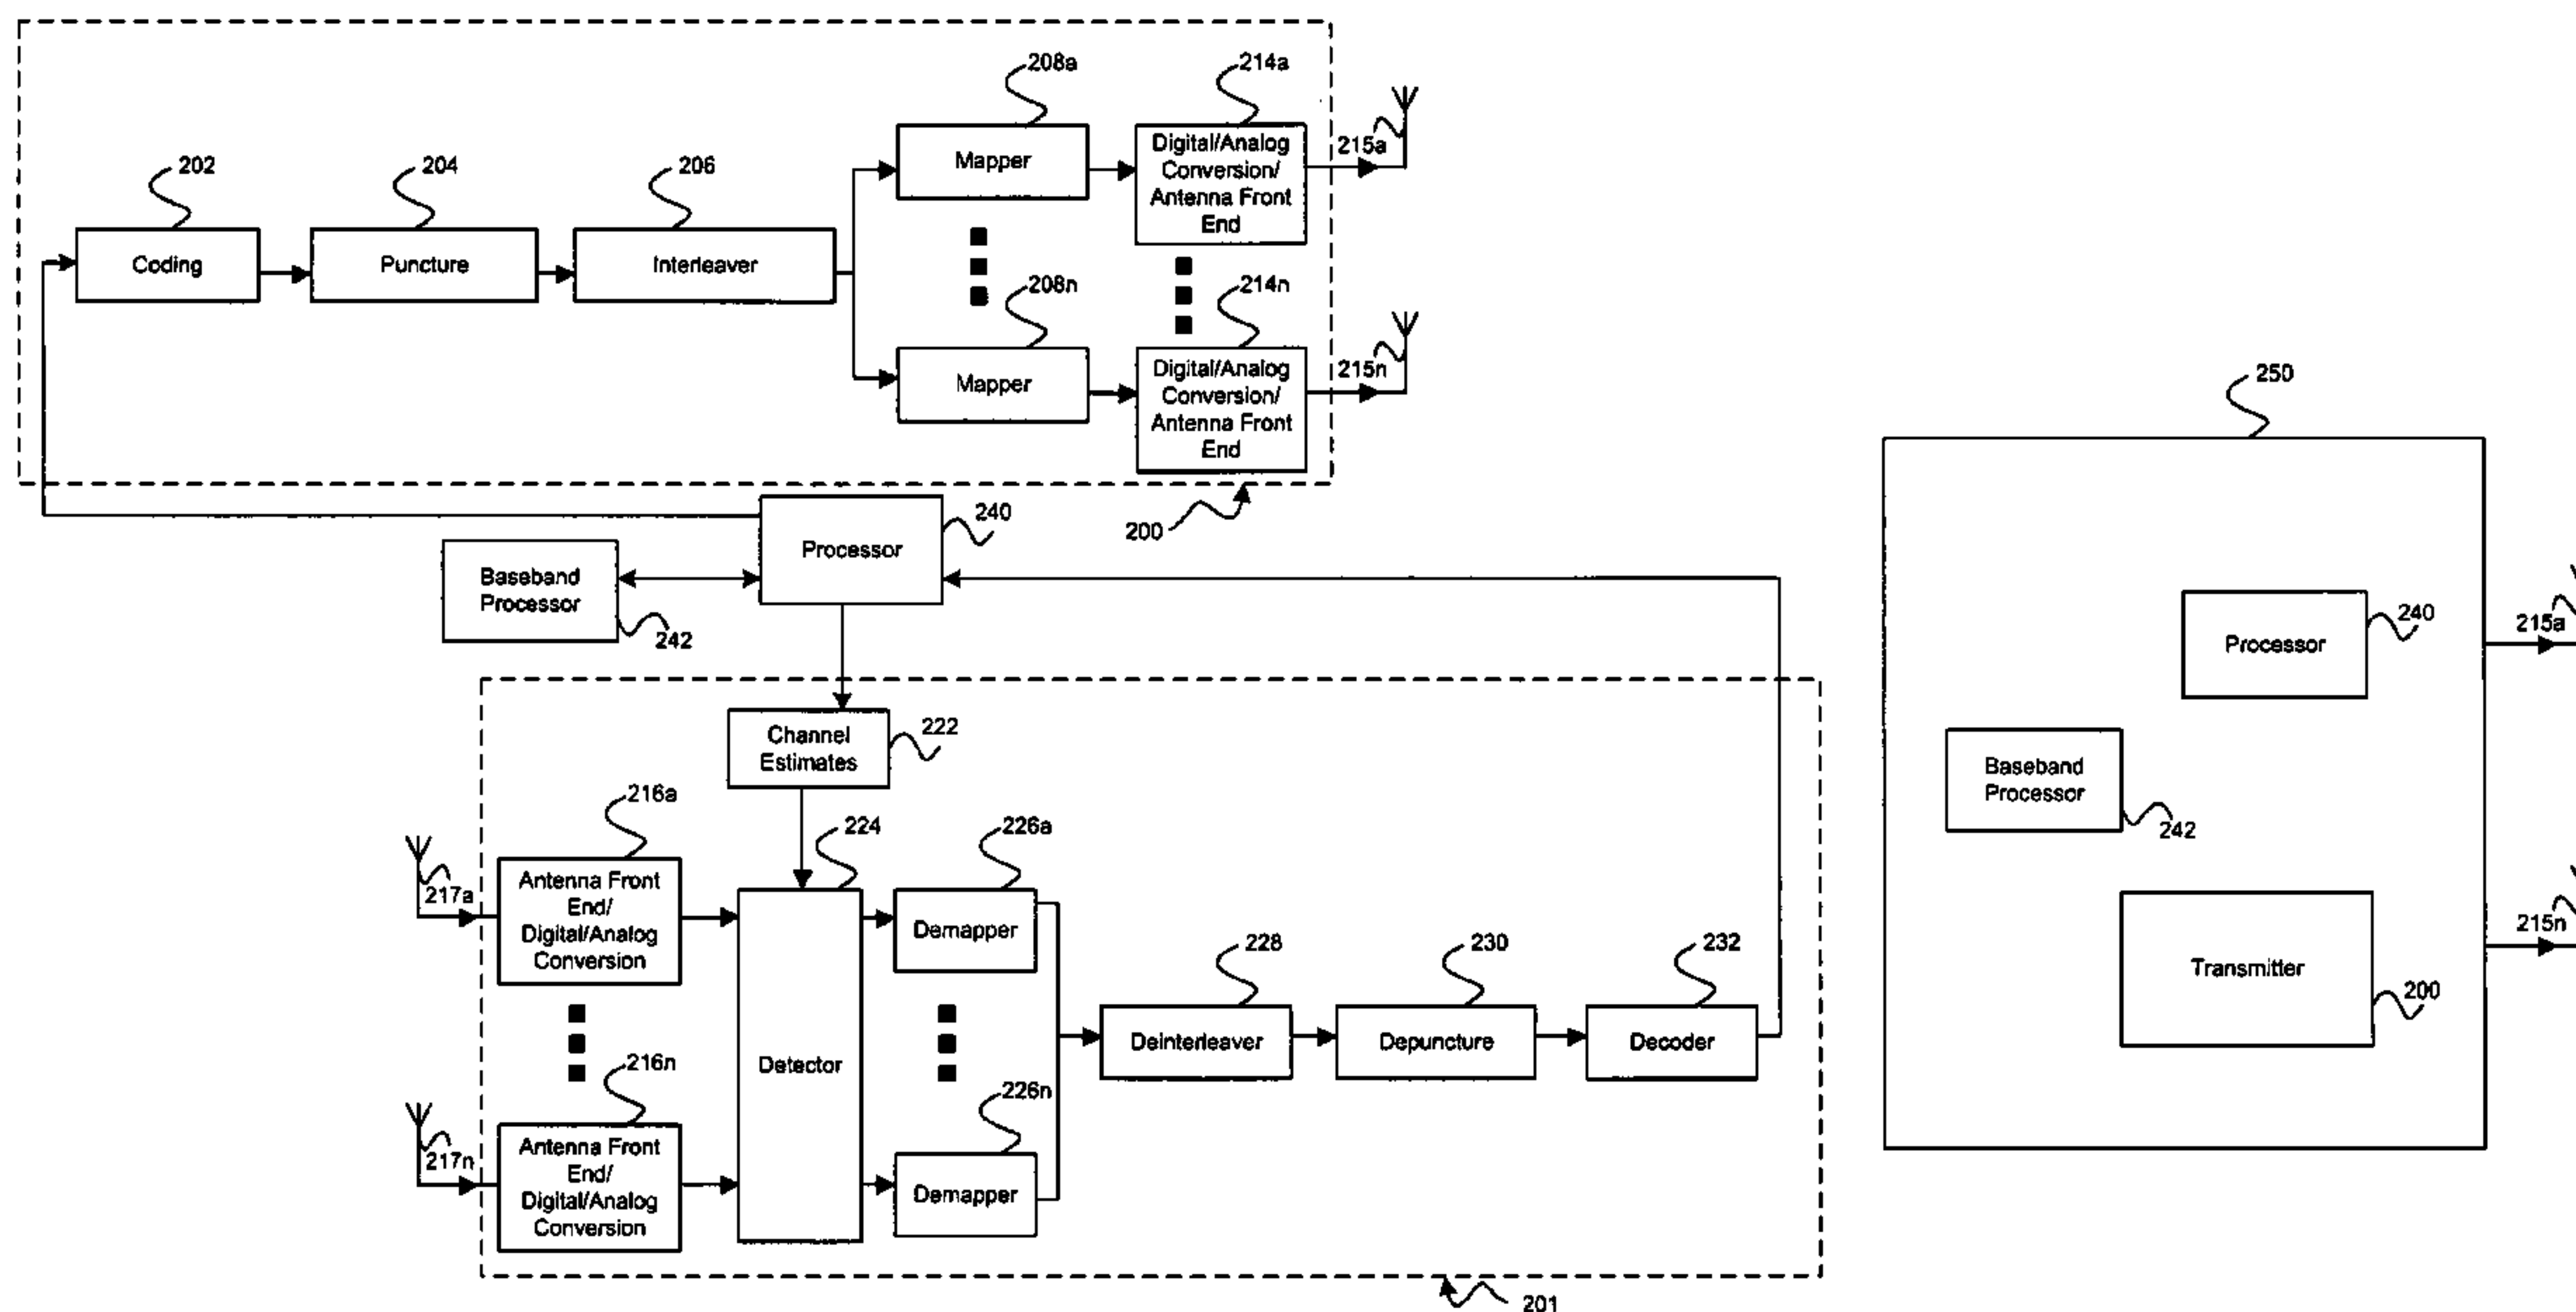 208a
214a
202
204
206
Mapper
Digital/Analog
Conversion/
Antenna Front
End
215a
Coding
Puncture
Interleaver
208n
214n
Mapper
Digital/Analog
Conversion/
Antenna Front
End
215n
200
240
Processor
Baseband
Processor
242
Channel
Estimates
222
216a
224
226a
217a
Antenna Front
End/
Digital/Analog
Conversion
Demapper
228
230
232
Detector
Deinterleaver
Depuncture
Decoder
216n
226n
217n
Antenna Front
End/
Digital/Analog
Conversion
Demapper
201
250
240
Processor
215a
Baseband
Processor
242
215n
Transmitter
200